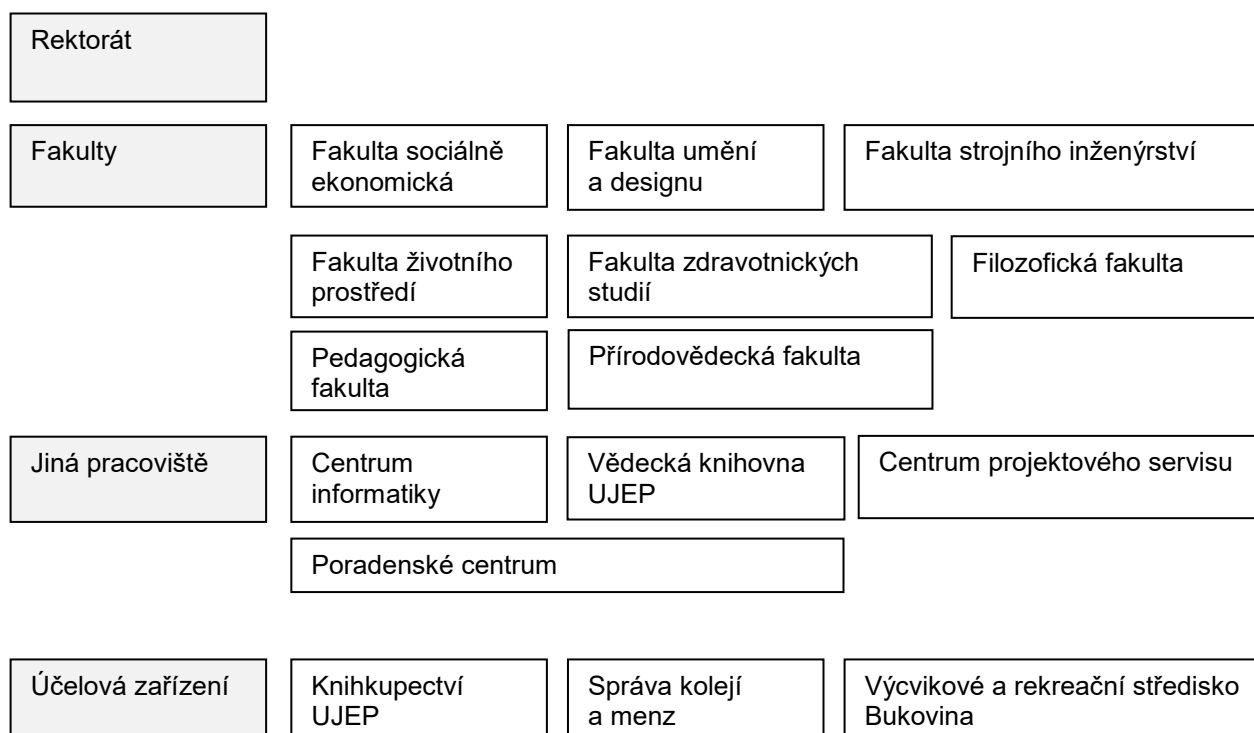 Rektorát
Fakulty
Fakulta sociálně
ekonomická
Fakulta umění
a designu
Fakulta strojního inženýrství
Fakulta životního
prostředí
Fakulta zdravotnických
studií
Filozofická fakulta
Pedagogická
fakulta
Přírodovědecká fakulta
Jiná pracoviště
Centrum
informatiky
Vědecká knihovna
UJEP
Centrum projektového servisu
Poradenské centrum
Účelová zařízení
Knihkupectví
UJEP
Správa kolejí
a menz
Výcvikové a rekreační středisko
Bukovina